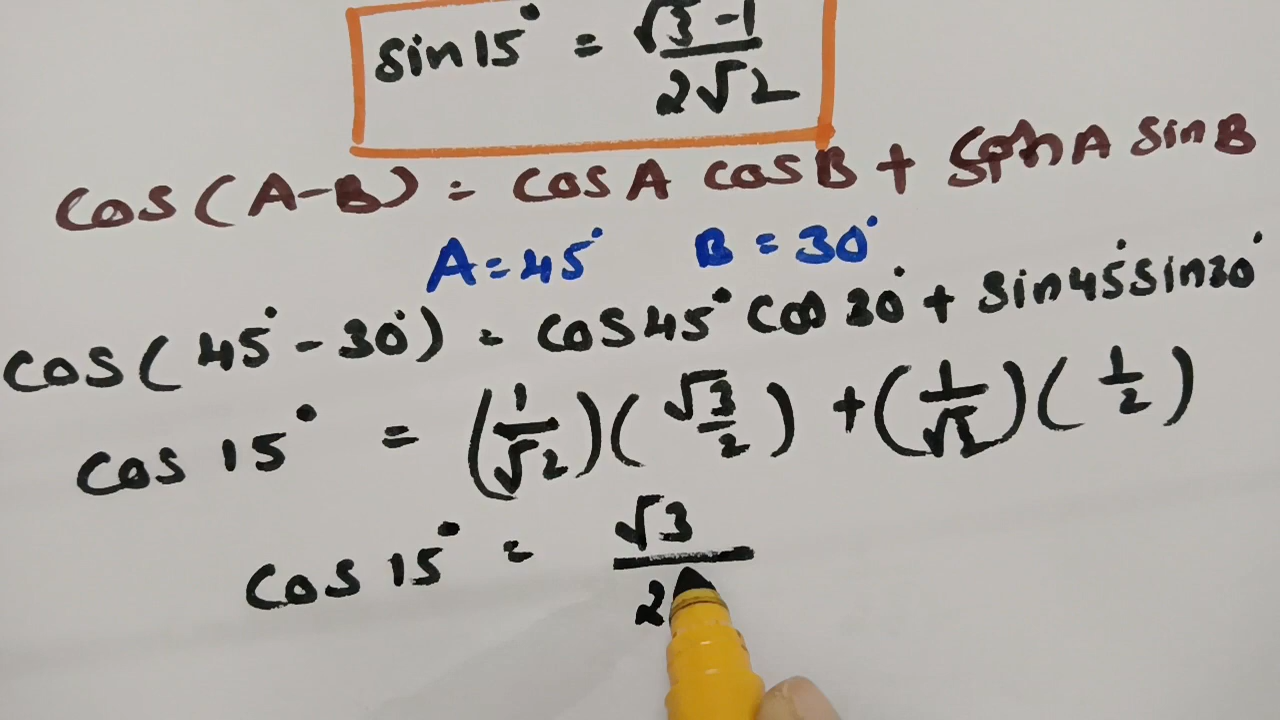 sin15° = √3-1/2√2
cos(A-B) = cosA cosB + sinA sinB
A=45° B=30°
cos(45°-30°) = cos45° cos30° + sin45° sin30°
cos 15° = (1/√2)(√3/2) + (1/√2)(1/2)
cos 15° = √3/2